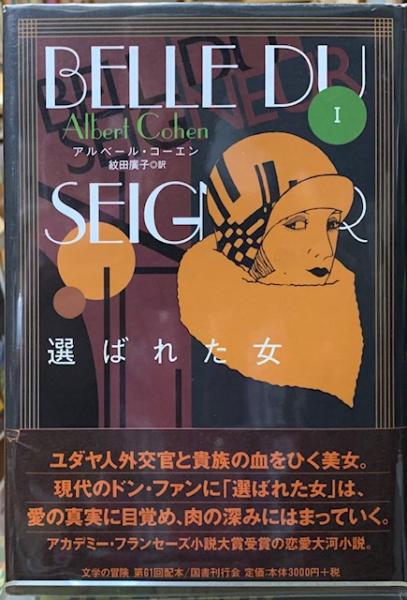 BELLE DU
I
Albert Cohen
アルベール・コーエン
紋田廣子◎訳
SEIGNEUR
選ばれた女
ユダヤ人外交官と貴族の血をひく美女。
現代のドン・ファンに「選ばれた女」は、
愛の真実に目覚め、肉の深みにはまっていく。
アカデミー・フランセーズ小説大賞受賞の恋愛大河小説。
文学の冒険 第61回配本/国書刊行会 定価:本体3000円+税